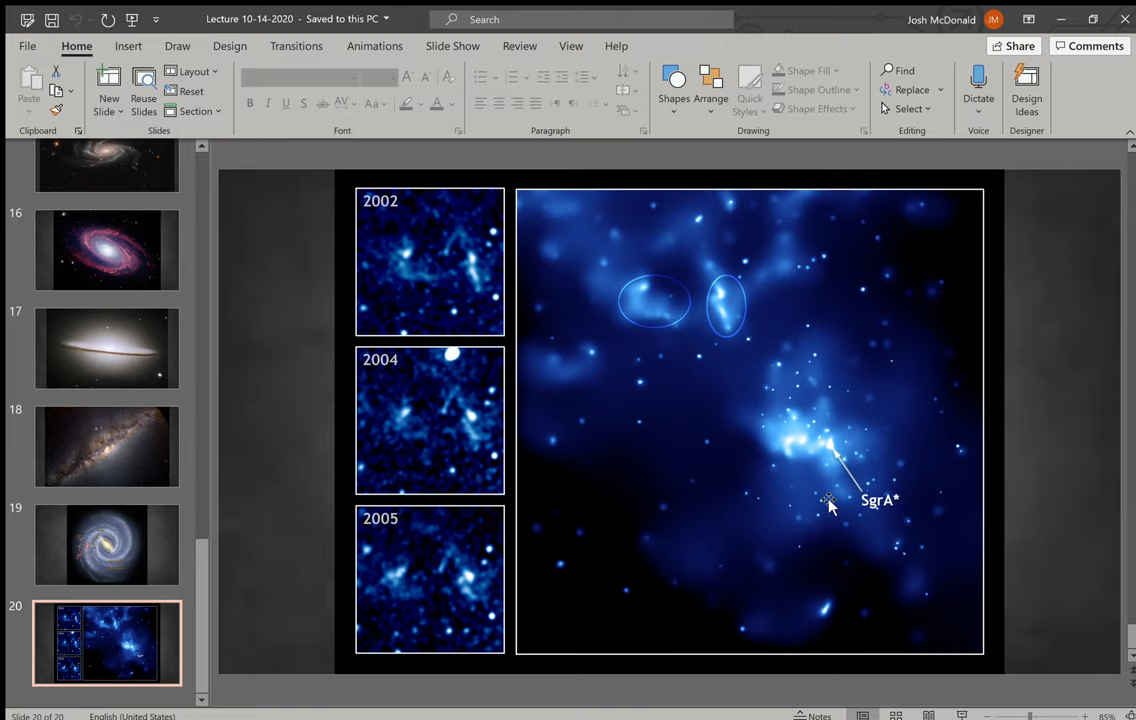 Lecture 10-14-2020 - Saved to this PC
Search
Josh McDonald
JM
File Home Insert Draw Design Transitions Animations Slide Show Review View Help
Share
Comments
Paste
New Slide
Reuse Slides
Layout
Reset
Section
B I U S ab AV Aa A
Shapes
Arrange
Quick Styles
Shape Fill
Shape Outline
Shape Effects
Find
Replace
Select
Dictate
Design Ideas
Clipboard
Slides
Font
Paragraph
Drawing
Editing
Voice
Designer
16
17
18
19
20
2002
2004
2005
SgrA*
Slide 20 of 20
English (United States)
Notes
85%